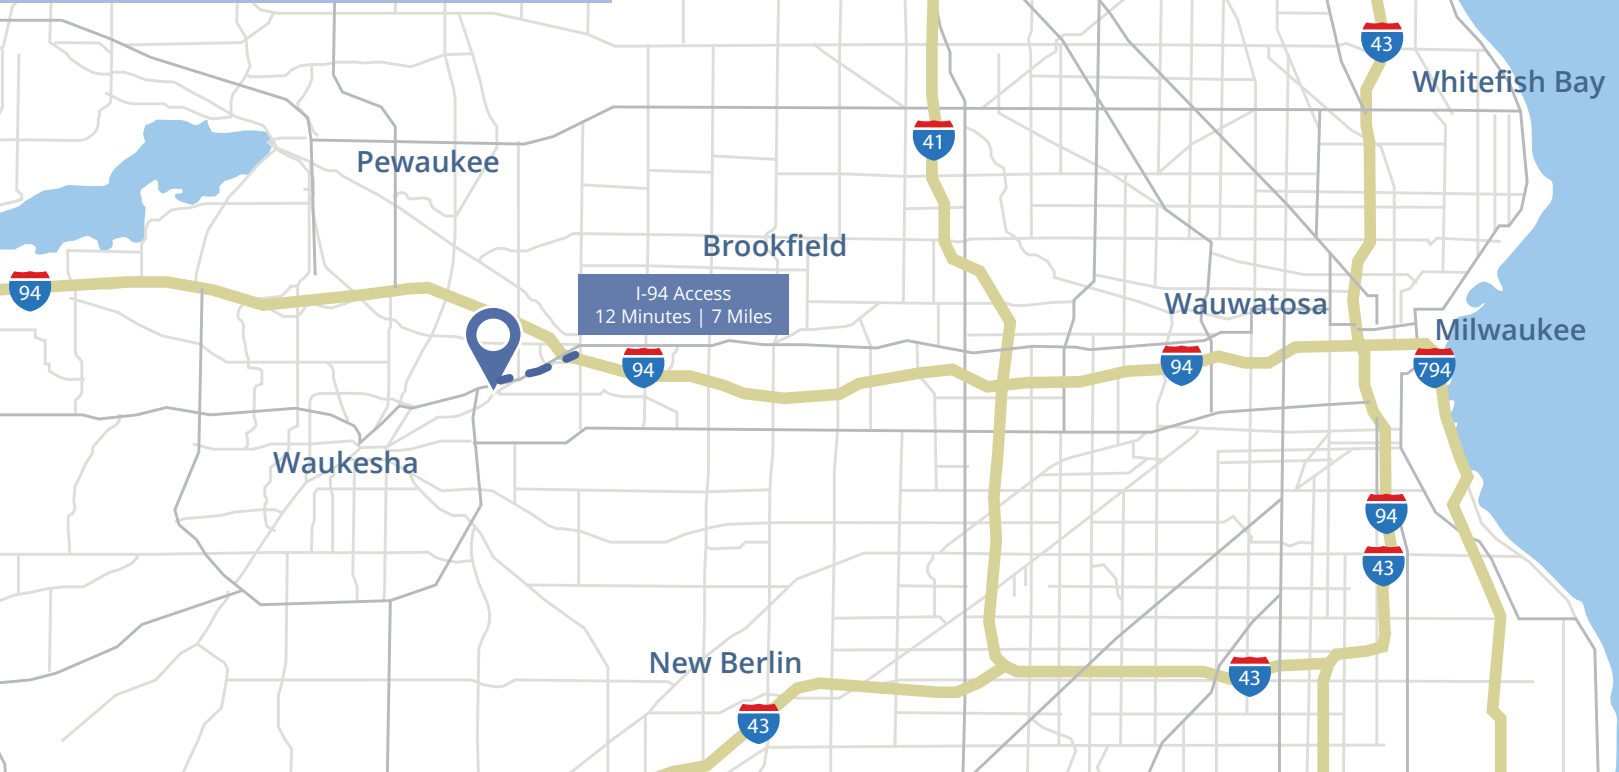 43
Whitefish Bay
41
Pewaukee
Brookfield
94
I-94 Access
12 Minutes | 7 Miles
Wauwatosa
Milwaukee
94
94
794
Waukesha
94
43
New Berlin
43
43